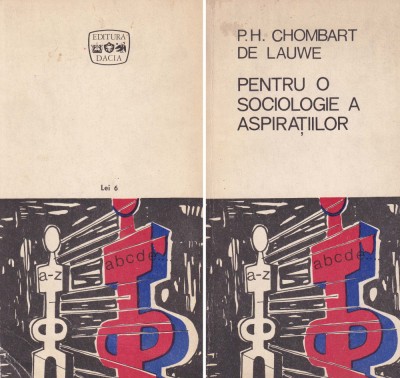 EDITURA
DACIA
Lei 6
a-z
abcde...
P.H. CHOMBART
DE LAUWE
PENTRU O
SOCIOLOGIE A
ASPIRAȚIILOR
a-z
abcde...